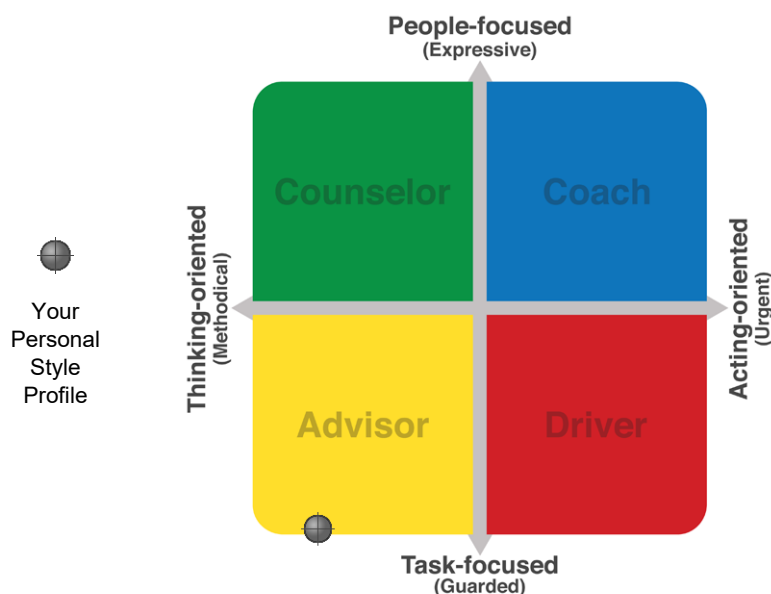 People-focused
(Expressive)
Counselor
Coach
Thinking-oriented
(Methodical)
Acting-oriented
(Urgent)
Your
Personal
Style
Profile
Advisor
Driver
Task-focused
(Guarded)